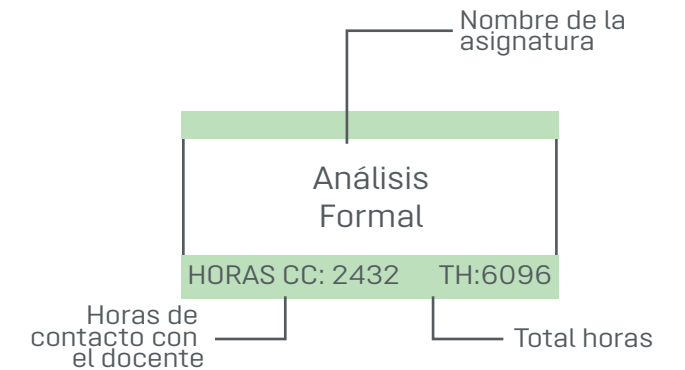 Nombre de la
asignatura
Análisis
Formal
HORAS CC: 2432 TH:6096
Horas de
contacto con
el docente
Total horas